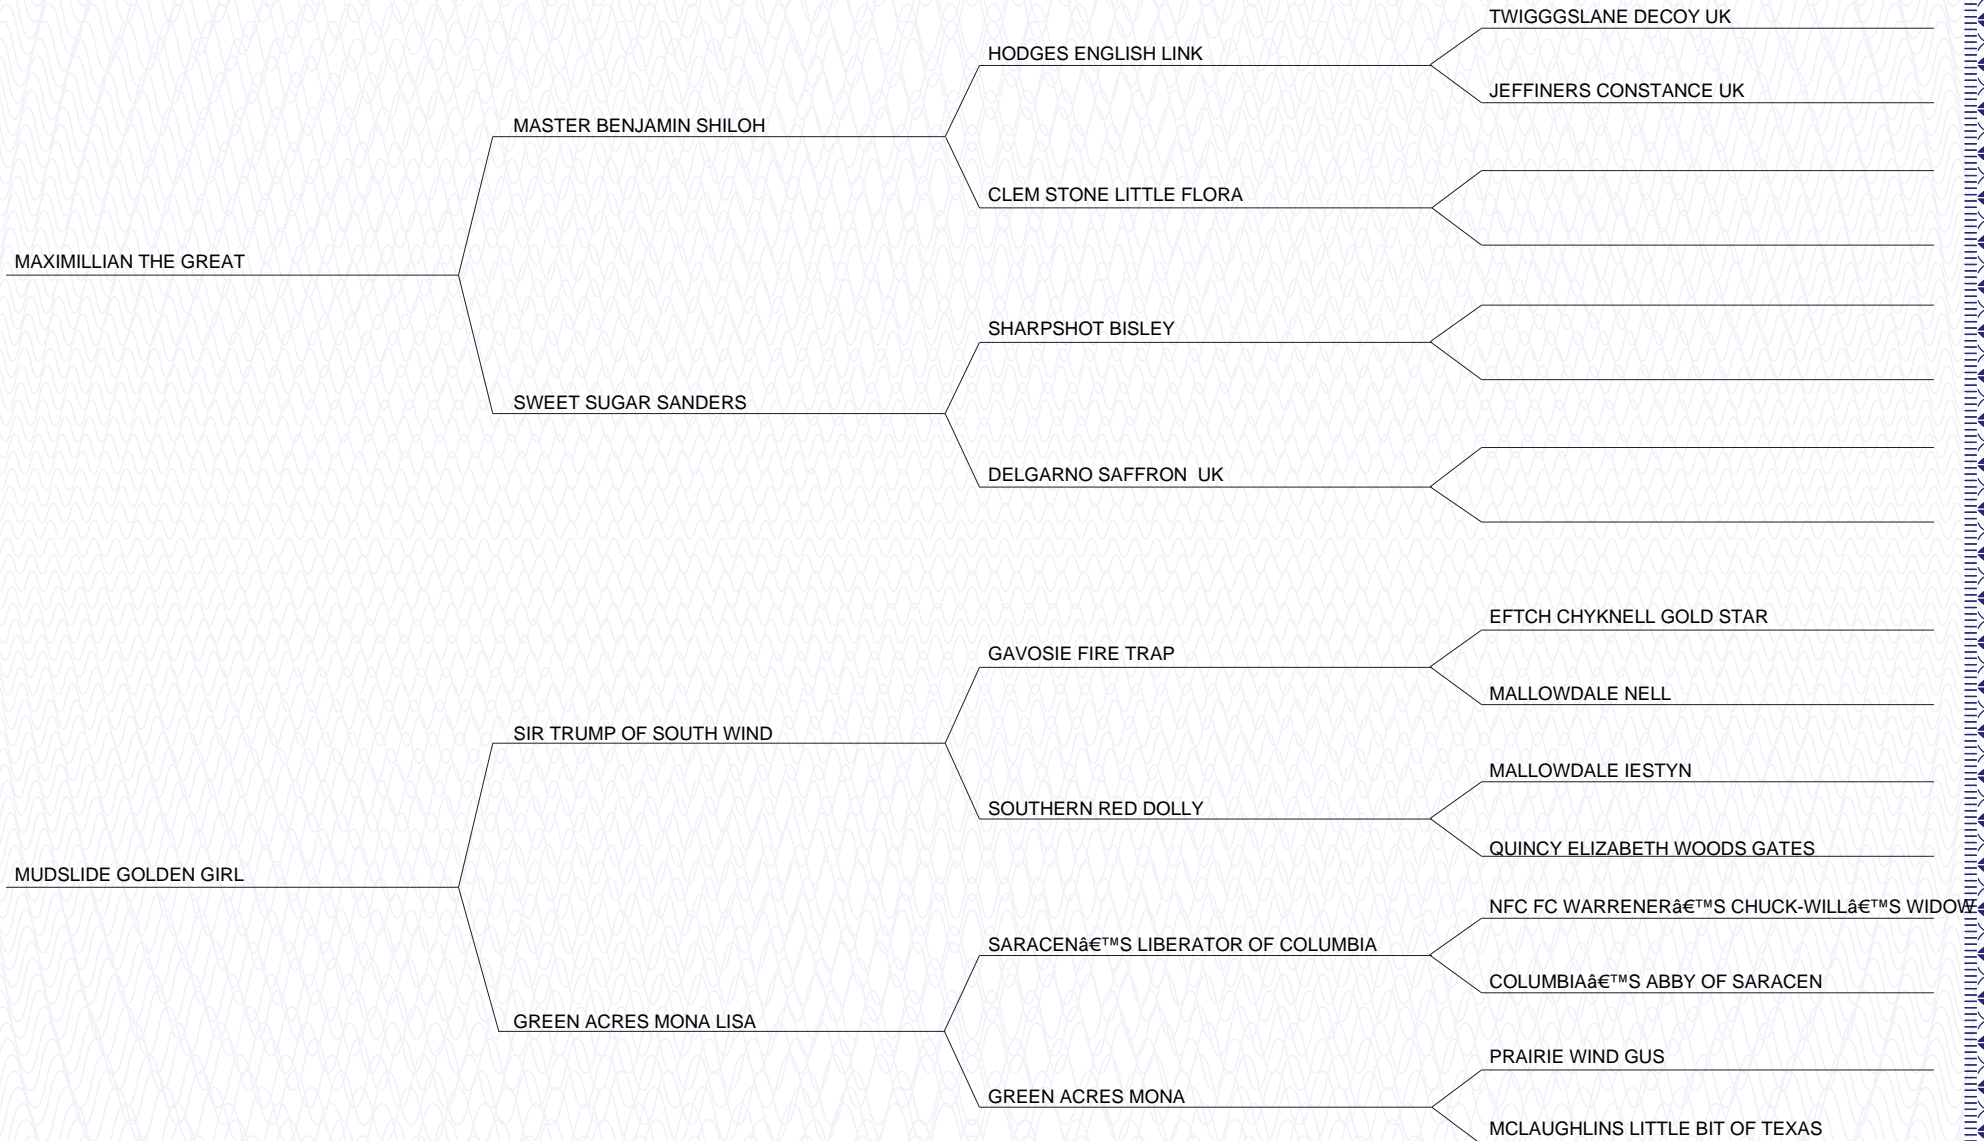 TWIGGGSLANE DECOY UK
HODGES ENGLISH LINK
JEFFINERS CONSTANCE UK
MASTER BENJAMIN SHILOH
CLEM STONE LITTLE FLORA
MAXIMILLIAN THE GREAT
SHARPSHOT BISLEY
SWEET SUGAR SANDERS
DELGARNO SAFFRON  UK
EFTCH CHYKNELL GOLD STAR
GAVOSIE FIRE TRAP
MALLOWDALE NELL
SIR TRUMP OF SOUTH WIND
MALLOWDALE IESTYN
SOUTHERN RED DOLLY
QUINCY ELIZABETH WOODS GATES
MUDSLIDE GOLDEN GIRL
NFC FC WARRENERâ€™S CHUCK-WILLâ€™S WIDOW
SARACENâ€™S LIBERATOR OF COLUMBIA
COLUMBIAâ€™S ABBY OF SARACEN
GREEN ACRES MONA LISA
PRAIRIE WIND GUS
GREEN ACRES MONA
MCLAUGHLINS LITTLE BIT OF TEXAS